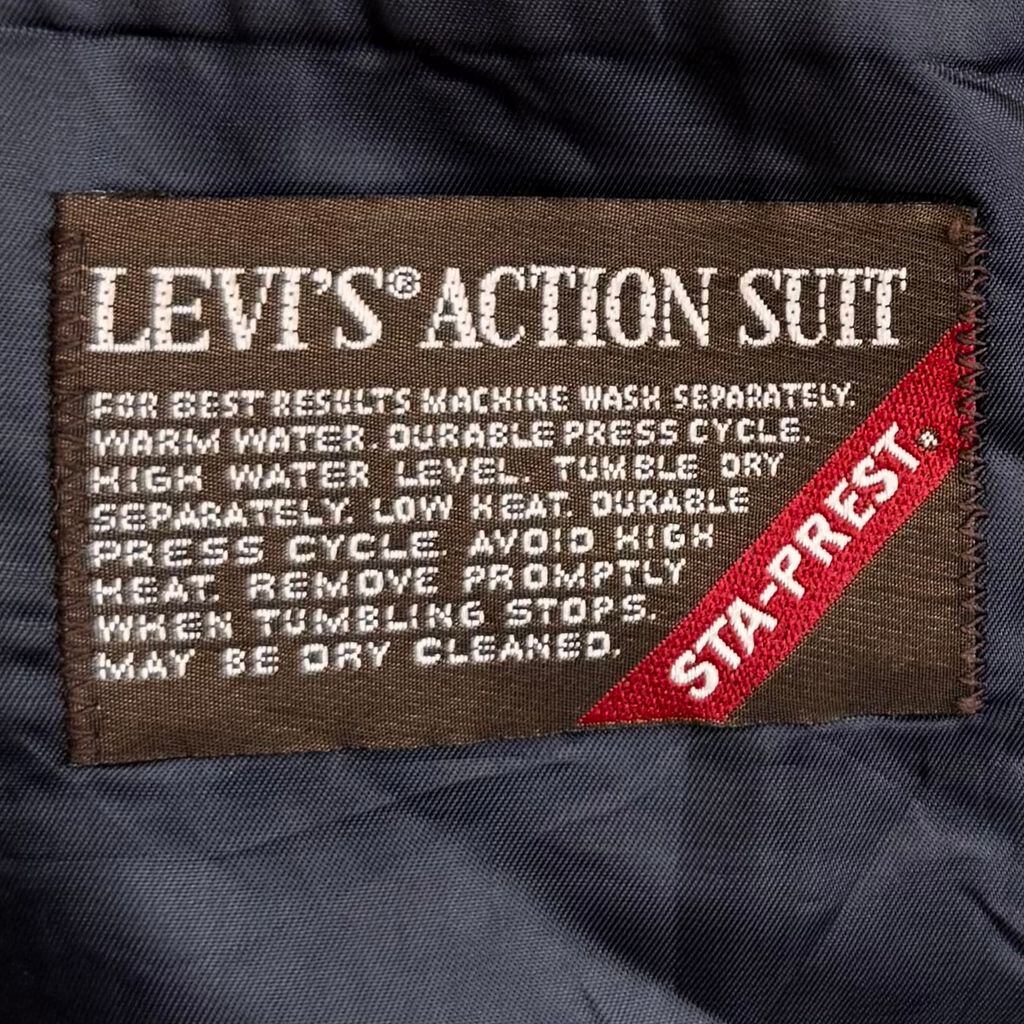 LEVI'S® ACTION SUIT
FOR BEST RESULTS MACHINE WASH SEPARATELY.
WARM WATER. DURABLE PRESS CYCLE.
HIGH WATER LEVEL. TUMBLE DRY
SEPARATELY. LOW HEAT. DURABLE
PRESS CYCLE. AVOID HIGH
HEAT. REMOVE PROMPTLY
WHEN TUMBLING STOPS.
MAY BE DRY CLEANED.
STA-PREST®